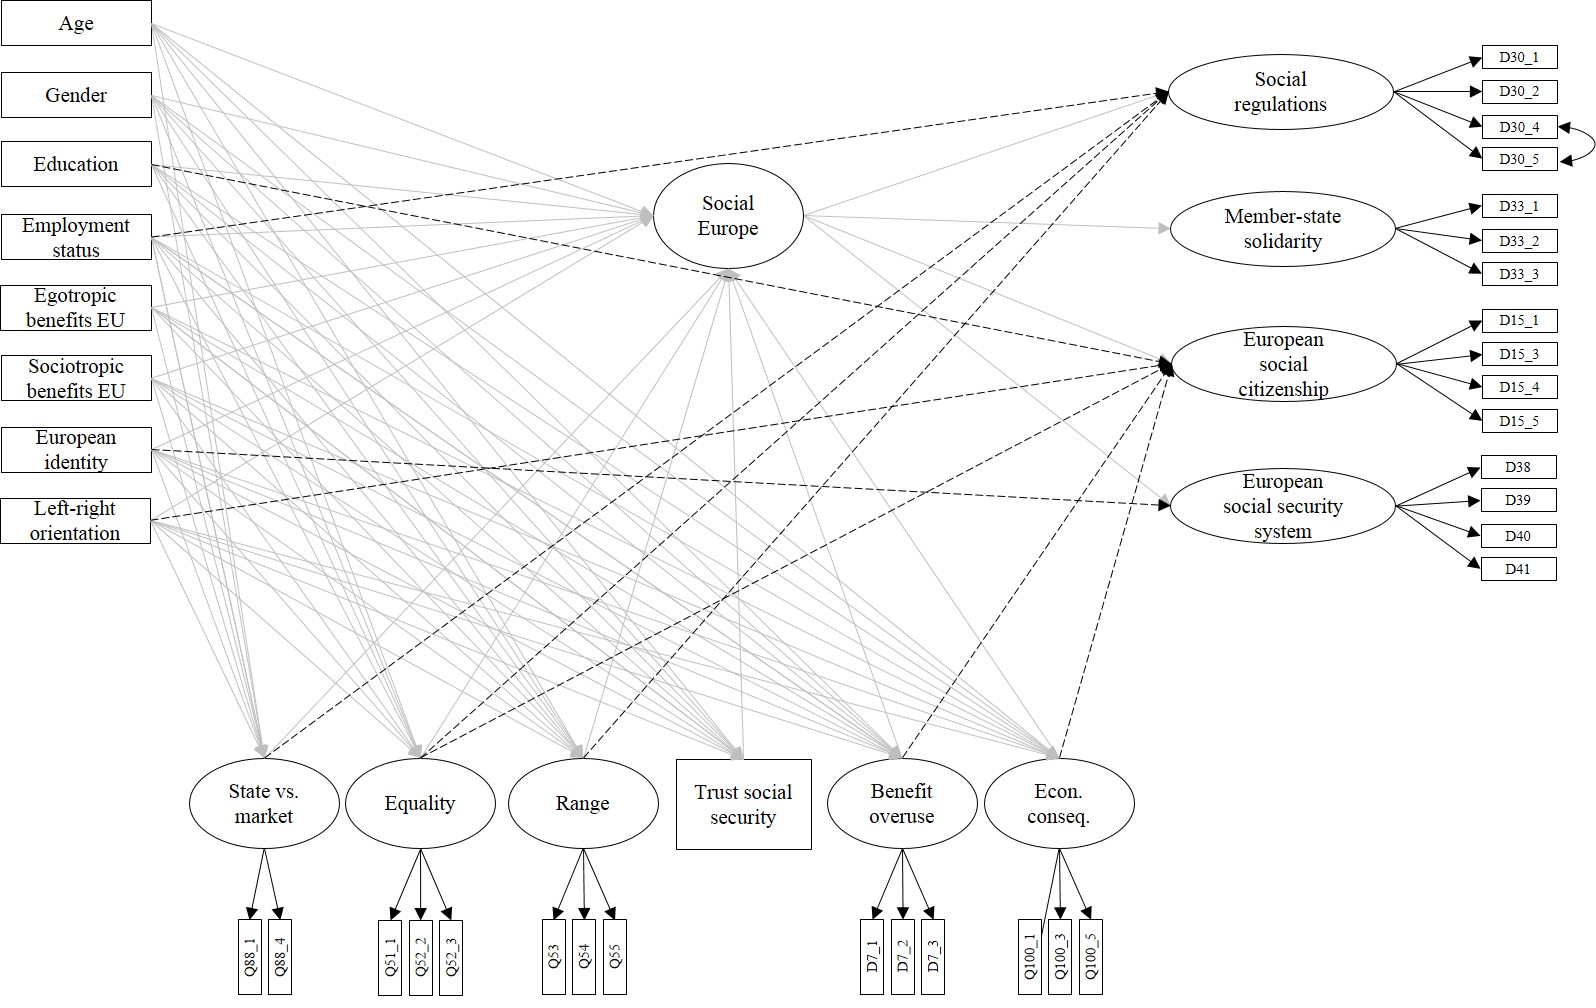 Age
Gender
Education
Employment
status
Egotropic
benefits EU
Sociotropic
benefits EU
European
identity
Left-right
orientation
Social
Europe
Social
regulations
Member-state
solidarity
European
social
citizenship
European
social security
system
D30_1
D30_2
D30_4
D30_5
D33_1
D33_2
D33_3
D15_1
D15_3
D15_4
D15_5
D38
D39
D40
D41
State vs.
market
Equality
Range
Trust social
security
Benefit
overuse
Econ.
conseq.
Q88_1
Q88_4
Q51_1
Q52_2
Q52_3
Q53
Q54
Q55
D7_1
D7_2
D7_3
Q100_1
Q100_3
Q100_5